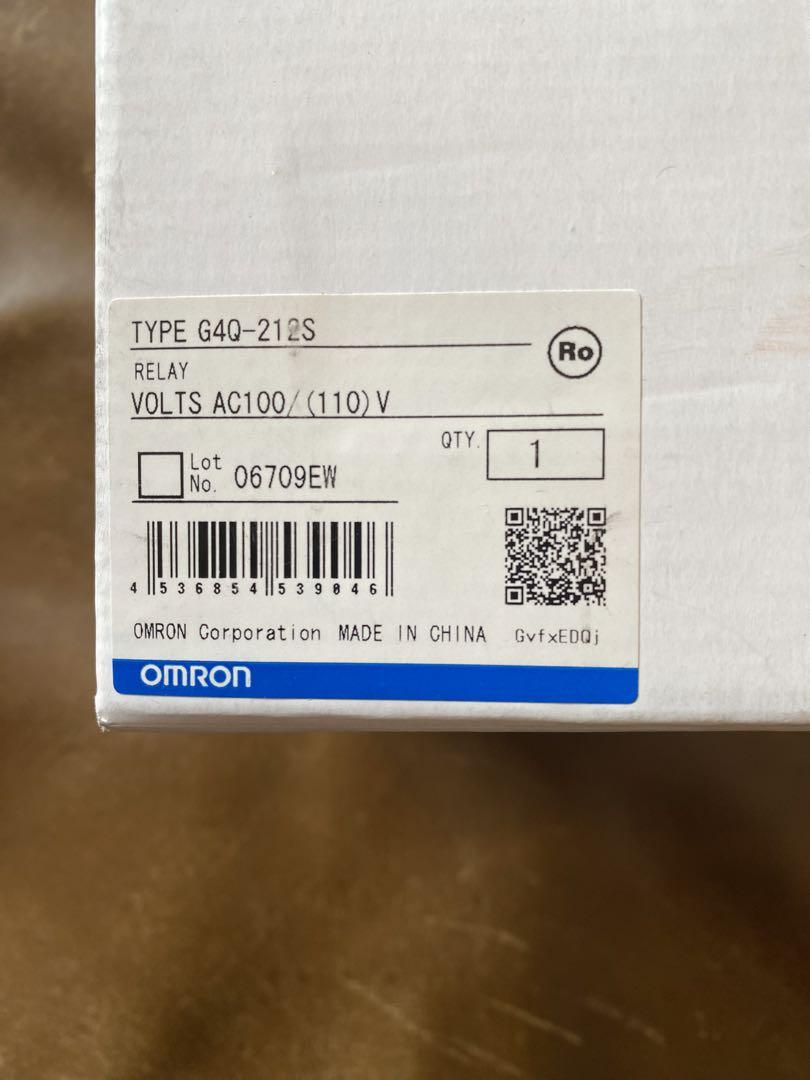 TYPE G4Q-212S
Ro
RELAY
VOLTS AC100/(110)V
QTY. 1
Lot No. 06709EW
4 536854 539046
OMRON Corporation MADE IN CHINA GvfxEDQj
OMRON